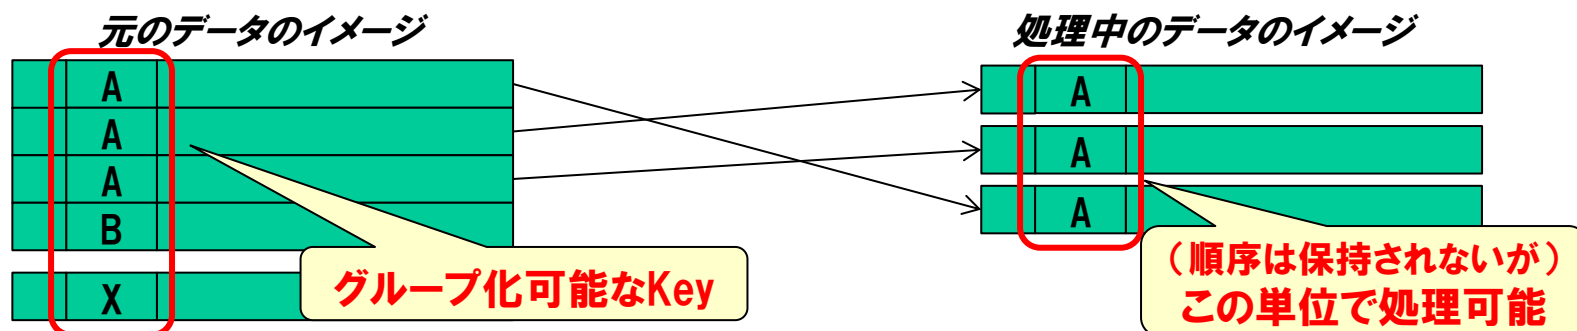 元のデータのイメージ
A
A
A
B
X
グループ化可能なKey
処理中のデータのイメージ
A
A
A
（順序は保持されないが）
この単位で処理可能